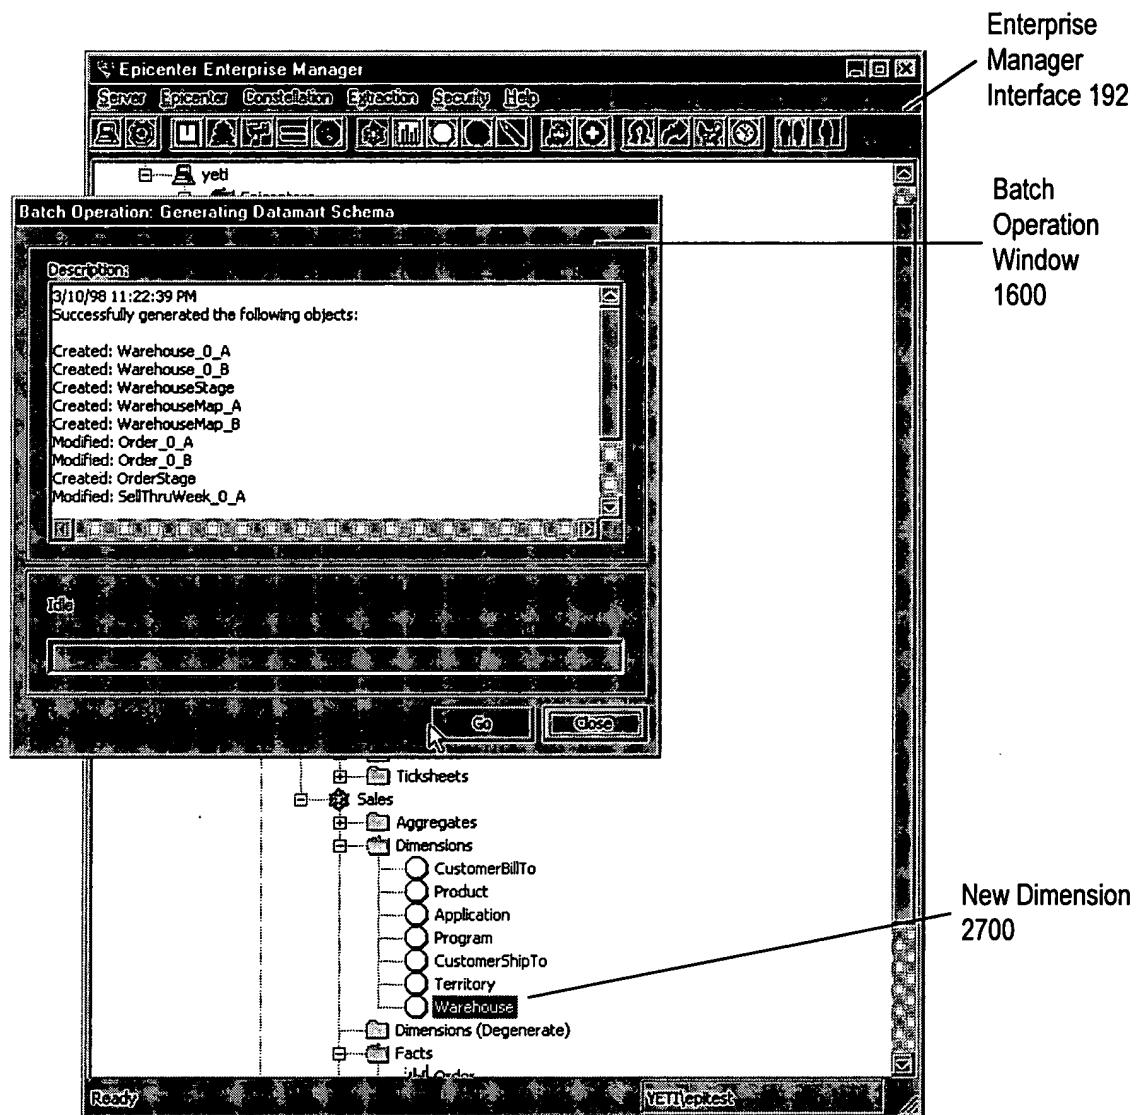 Enterprise
Manager
Interface 192
Epicenter Enterprise Manager
Server Epicenter Constellation Extraction Security Help
yeti
Batch Operation: Generating Datamart Schema
Batch
Operation
Window
1600
Description:
3/10/98 11:22:39 PM
Successfully generated the following objects:
Created: Warehouse_0_A
Created: Warehouse_0_B
Created: WarehouseStage
Created: WarehouseMap_A
Created: WarehouseMap_B
Modified: Order_0_A
Modified: Order_0_B
Created: OrderStage
Modified: SellThruWeek_0_A
Idle
Go Close
Ticksheets
Sales
Aggregates
Dimensions
CustomerBillTo
Product
Application
Program
CustomerShipTo
Territory
Warehouse
New Dimension
2700
Dimensions (Degenerate)
Facts
Order
Ready YETI\epitest